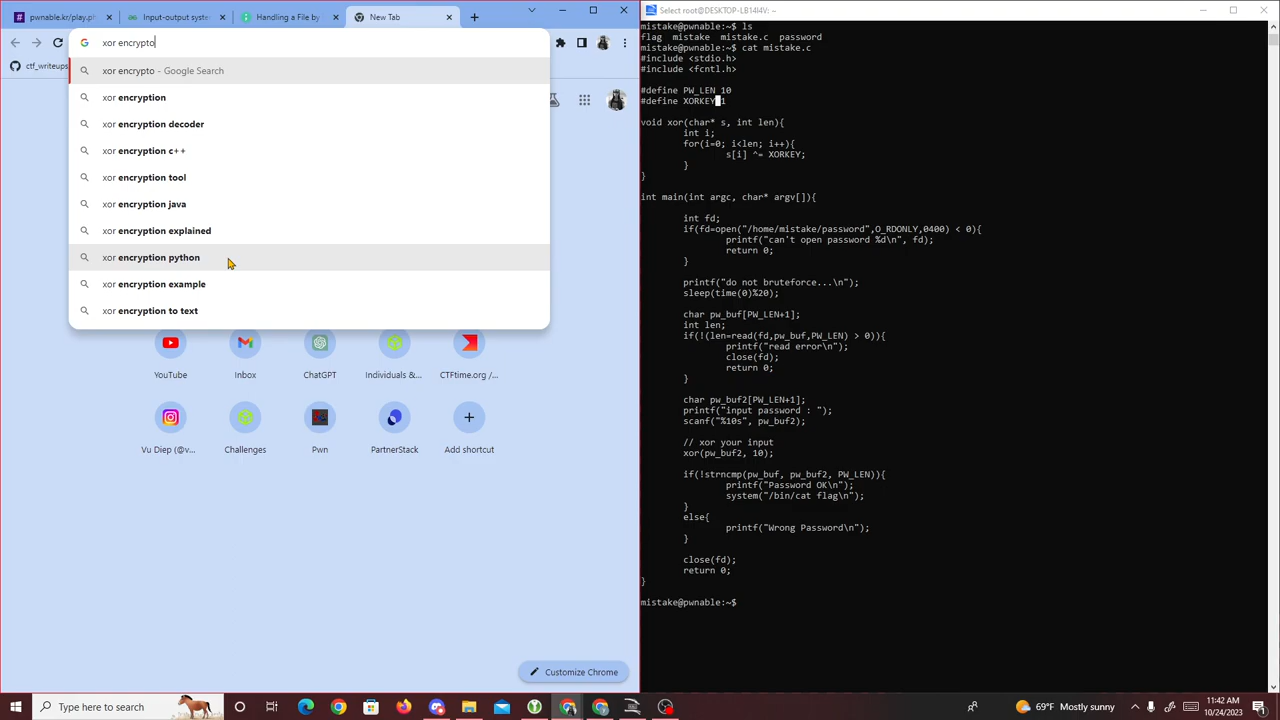 pwnable.kr/play.ph
Input-output system
Handling a File by
New Tab
xor encrypto
ctf_writeups
xor encrypto - Google Search
xor encryption
xor encryption decoder
xor encryption c++
xor encryption tool
xor encryption java
xor encryption explained
xor encryption python
xor encryption example
xor encryption to text
YouTube
Inbox
ChatGPT
Individuals &...
CTFtime.org /...
Vu Diep (@v...
Challenges
Pwn
PartnerStack
Add shortcut
Customize Chrome
Select root@DESKTOP-LB14I4V: ~
mistake@pwnable:~$ ls
flag mistake mistake.c password
mistake@pwnable:~$ cat mistake.c
#include <stdio.h>
#include <fcntl.h>
#define PW_LEN 10
#define XORKEY 1
void xor(char* s, int len){
int i;
for(i=0; i<len; i++){
s[i] ^= XORKEY;
}
}
int main(int argc, char* argv[]){
int fd;
if(fd=open("/home/mistake/password",O_RDONLY,0400) < 0){
printf("can't open password %d\n", fd);
return 0;
}
printf("do not bruteforce...\n");
sleep(time(0)%20);
char pw_buf[PW_LEN+1];
int len;
if(!(len=read(fd,pw_buf,PW_LEN) > 0)){
printf("read error\n");
close(fd);
return 0;
}
char pw_buf2[PW_LEN+1];
printf("input password : ");
scanf("%10s", pw_buf2);
// xor your input
xor(pw_buf2, 10);
if(!strncmp(pw_buf, pw_buf2, PW_LEN)){
printf("Password OK\n");
system("/bin/cat flag\n");
}
else{
printf("Wrong Password\n");
}
close(fd);
return 0;
}
mistake@pwnable:~$
Type here to search
69°F Mostly sunny
11:42 AM
10/24/2023